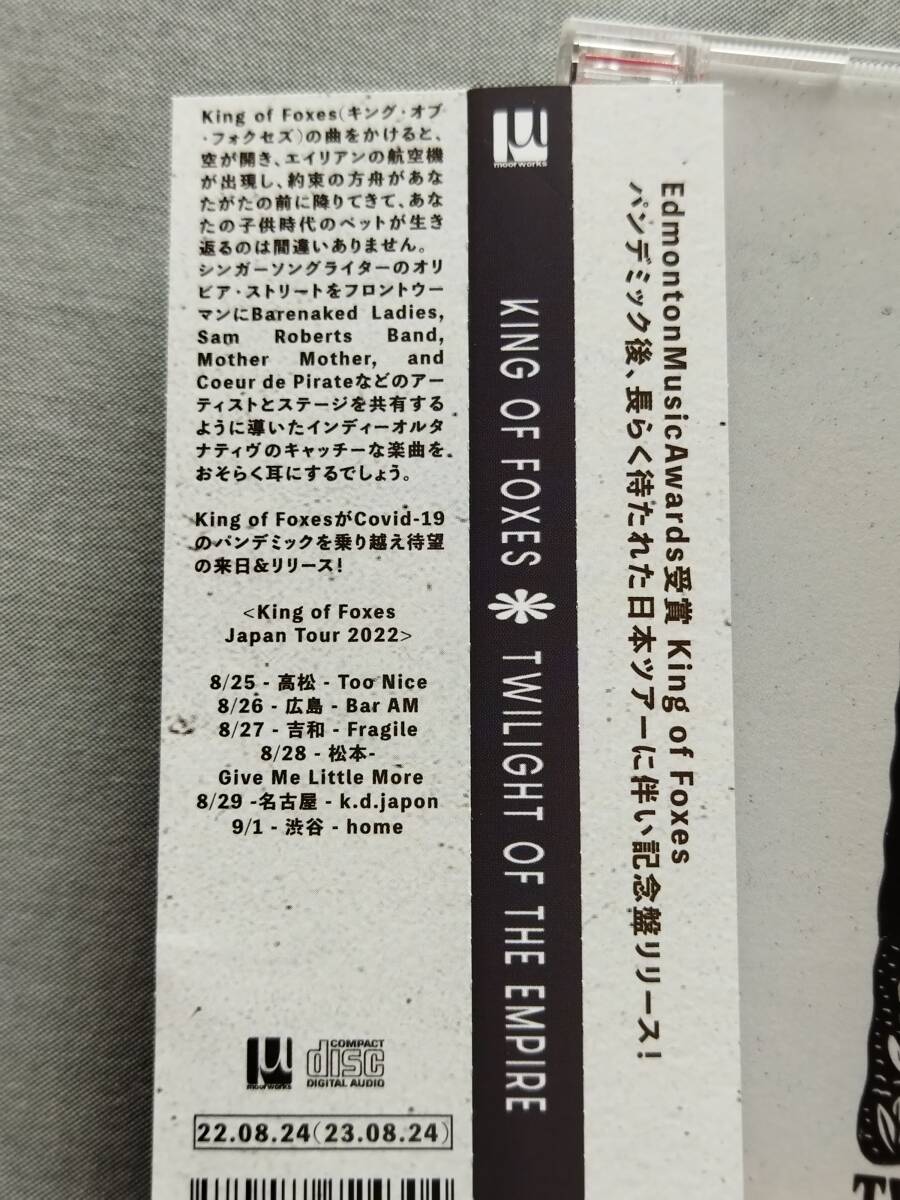 King of Foxes(キング・オブ
・フォクセズ)の曲をかけると、
空が開き、エイリアンの航空機
が出現し、約束の方舟があな
たがたの前に降りてきて、あな
たの子供時代のペットが生き
返るのは間違いありません。
シンガーソングライターのオリ
ビア・ストリートをフロントウー
マンにBarenaked Ladies,
Sam Roberts Band,
Mother Mother, and
Coeur de Pirateなどのアー
ティストとステージを共有する
ように導いたインディーオルタ
ナティヴのキャッチーな楽曲を
おそらく耳にするでしょう。
King of FoxesがCovid-19
のパンデミックを乗り越え待望
の来日&リリース!
<King of Foxes
Japan Tour 2022>
8/25 - 高松 - Too Nice
8/26 - 広島 - Bar AM
8/27 - 吉和 - Fragile
8/28 - 松本-
Give Me Little More
8/29 -名古屋 - k.d.japon
9/1 - 渋谷 - home
μ
moorworks
COMPACT
disc
DIGITAL AUDIO
22.08.24(23.08.24)
μ
moorworks
KING OF FOXES ✽ TWILIGHT OF THE EMPIRE
EdmontonMusicAwards受賞 King of Foxes
パンデミック後、長らく待たれた日本ツアーに伴い記念盤リリース!